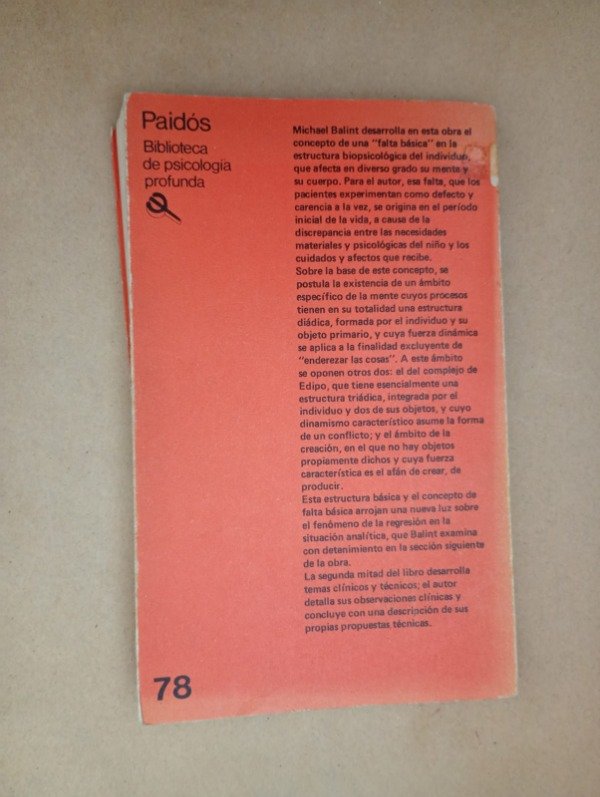 Paidós
Biblioteca
de psicología
profunda
Michael Balint desarrolla en esta obra el
concepto de una "falta básica" en la
estructura biopsicológica del individuo,
que afecta en diverso grado su mente y
su cuerpo. Para el autor, esa falta, que los
pacientes experimentan como defecto y
carencia a la vez, se origina en el período
inicial de la vida, a causa de la
discrepancia entre las necesidades
materiales y psicológicas del niño y los
cuidados y afectos que recibe.
Sobre la base de este concepto, se
postula la existencia de un ámbito
específico de la mente cuyos procesos
tienen en su totalidad una estructura
diádica, formada por el individuo y su
objeto primario, y cuya fuerza dinámica
se aplica a la finalidad excluyente de
"enderezar las cosas". A este ámbito
se oponen otros dos: el del complejo de
Edipo, que tiene esencialmente una
estructura triádica, integrada por el
individuo y dos de sus objetos, y cuyo
dinamismo característico asume la forma
de un conflicto; y el ámbito de la
creación, en el que no hay objetos
propiamente dichos y cuya fuerza
característica es el afán de crear, de
producir.
Esta estructura básica y el concepto de
falta básica arrojan una nueva luz sobre
el fenómeno de la regresión en la
situación analítica, que Balint examina
con detenimiento en la sección siguiente
de la obra.
La segunda mitad del libro desarrolla
temas clínicos y técnicos; el autor
detalla sus observaciones clínicas y
concluye con una descripción de sus
propias propuestas técnicas.
78